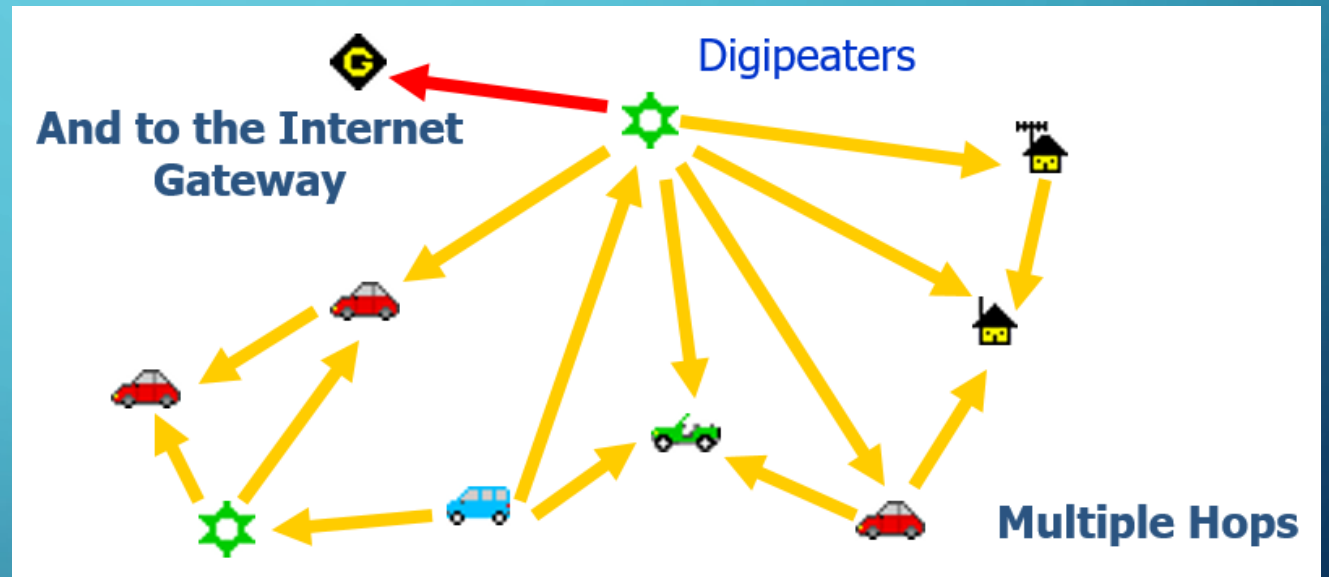 G
Digipeaters
And to the Internet
Gateway
Multiple Hops